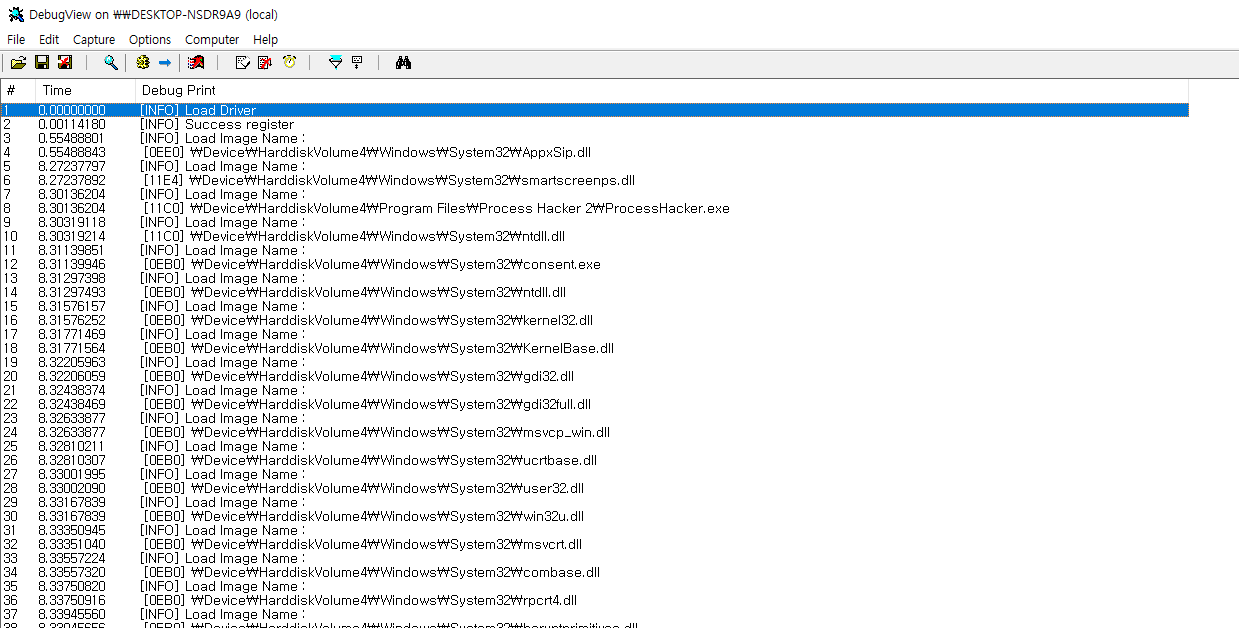 DebugView on ₩₩DESKTOP-NSDR9A9 (local)
File Edit Capture Options Computer Help
# Time Debug Print
1 0.00000000 [INFO] Load Driver
2 0.00114180 [INFO] Success register
3 0.55488801 [INFO] Load Image Name :
4 0.55488843 [0EE0] ₩Device₩HarddiskVolume4₩Windows₩System32₩AppxSip.dll
5 8.27237797 [INFO] Load Image Name :
6 8.27237892 [11E4] ₩Device₩HarddiskVolume4₩Windows₩System32₩smartscreenps.dll
7 8.30136204 [INFO] Load Image Name :
8 8.30136204 [11C0] ₩Device₩HarddiskVolume4₩Program Files₩Process Hacker 2₩ProcessHacker.exe
9 8.30319118 [INFO] Load Image Name :
10 8.30319214 [11C0] ₩Device₩HarddiskVolume4₩Windows₩System32₩ntdll.dll
11 8.31139851 [INFO] Load Image Name :
12 8.31139946 [0EB0] ₩Device₩HarddiskVolume4₩Windows₩System32₩consent.exe
13 8.31297398 [INFO] Load Image Name :
14 8.31297493 [0EB0] ₩Device₩HarddiskVolume4₩Windows₩System32₩ntdll.dll
15 8.31576157 [INFO] Load Image Name :
16 8.31576252 [0EB0] ₩Device₩HarddiskVolume4₩Windows₩System32₩kernel32.dll
17 8.31771469 [INFO] Load Image Name :
18 8.31771564 [0EB0] ₩Device₩HarddiskVolume4₩Windows₩System32₩KernelBase.dll
19 8.32205963 [INFO] Load Image Name :
20 8.32206059 [0EB0] ₩Device₩HarddiskVolume4₩Windows₩System32₩gdi32.dll
21 8.32438374 [INFO] Load Image Name :
22 8.32438469 [0EB0] ₩Device₩HarddiskVolume4₩Windows₩System32₩gdi32full.dll
23 8.32633877 [INFO] Load Image Name :
24 8.32633877 [0EB0] ₩Device₩HarddiskVolume4₩Windows₩System32₩msvcp_win.dll
25 8.32810211 [INFO] Load Image Name :
26 8.32810307 [0EB0] ₩Device₩HarddiskVolume4₩Windows₩System32₩ucrtbase.dll
27 8.33001995 [INFO] Load Image Name :
28 8.33002090 [0EB0] ₩Device₩HarddiskVolume4₩Windows₩System32₩user32.dll
29 8.33167839 [INFO] Load Image Name :
30 8.33167839 [0EB0] ₩Device₩HarddiskVolume4₩Windows₩System32₩win32u.dll
31 8.33350945 [INFO] Load Image Name :
32 8.33351040 [0EB0] ₩Device₩HarddiskVolume4₩Windows₩System32₩msvcrt.dll
33 8.33557224 [INFO] Load Image Name :
34 8.33557320 [0EB0] ₩Device₩HarddiskVolume4₩Windows₩System32₩combase.dll
35 8.33750820 [INFO] Load Image Name :
36 8.33750916 [0EB0] ₩Device₩HarddiskVolume4₩Windows₩System32₩rpcrt4.dll
37 8.33945560 [INFO] Load Image Name :